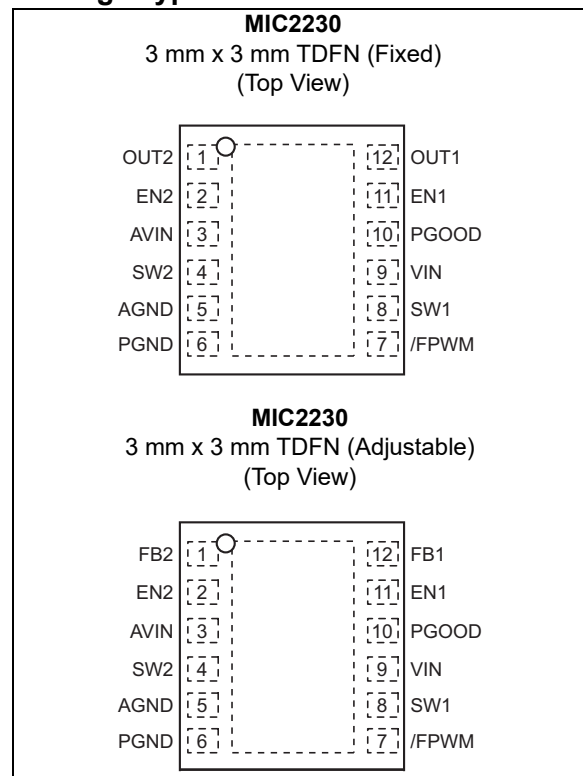 MIC2230
3 mm x 3 mm TDFN (Fixed)
(Top View)
OUT2 1 12 OUT1
EN2 2 11 EN1
AVIN 3 10 PGOOD
SW2 4 9 VIN
AGND 5 8 SW1
PGND 6 7 /FPWM
MIC2230
3 mm x 3 mm TDFN (Adjustable)
(Top View)
FB2 1 12 FB1
EN2 2 11 EN1
AVIN 3 10 PGOOD
SW2 4 9 VIN
AGND 5 8 SW1
PGND 6 7 /FPWM